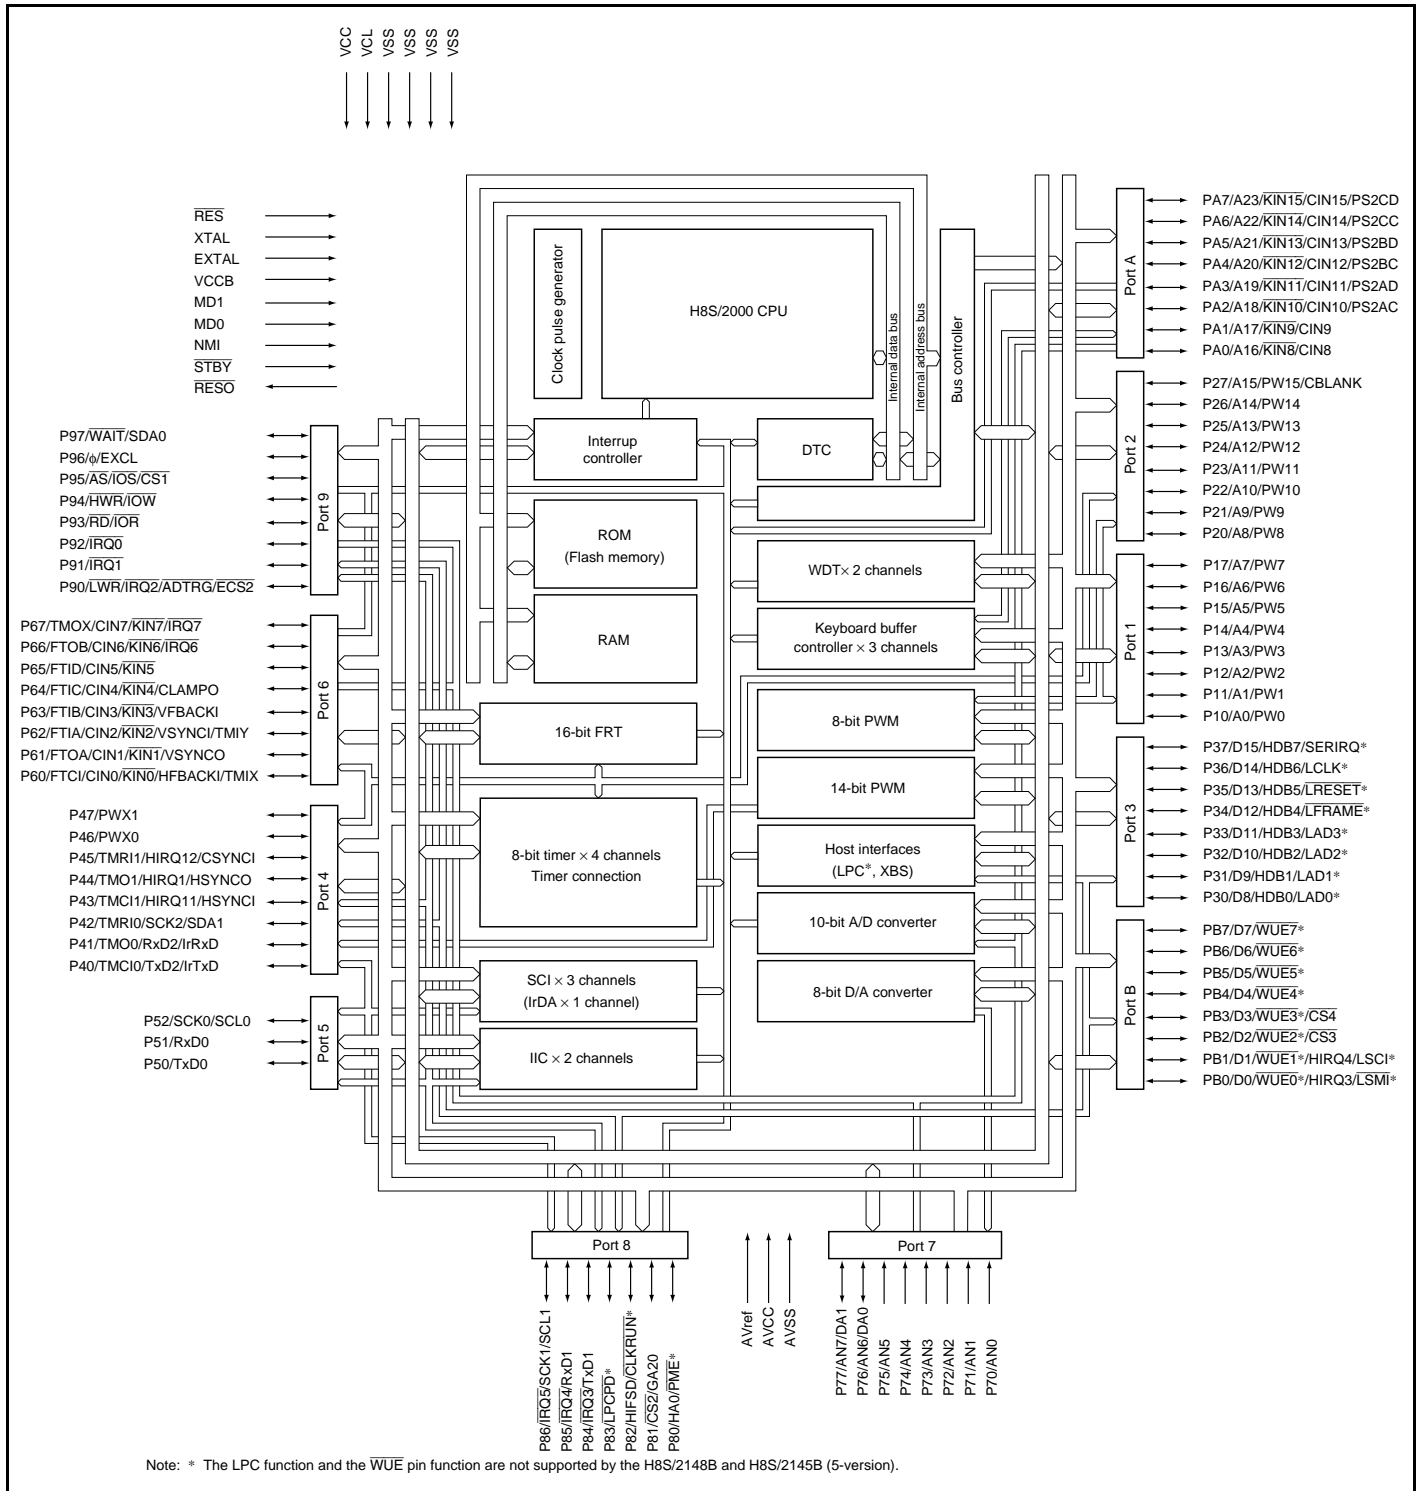 VCC
VCL
VSS
VSS
VSS
VSS
RES
XTAL
EXTAL
VCCB
MD1
MD0
NMI
STBY
RESO
P97/WAIT/SDA0
P96/ϕ/EXCL
P95/AS/IOS/CS1
P94/HWR/IOW
P93/RD/IOR
P92/IRQ0
P91/IRQ1
P90/LWR/IRQ2/ADTRG/ECS2
Port 9
P67/TMOX/CIN7/KIN7/IRQ7
P66/FTOB/CIN6/KIN6/IRQ6
P65/FTID/CIN5/KIN5
P64/FTIC/CIN4/KIN4/CLAMPO
P63/FTIB/CIN3/KIN3/VFBACKI
P62/FTIA/CIN2/KIN2/VSYNCI/TMIY
P61/FTOA/CIN1/KIN1/VSYNCO
P60/FTCI/CIN0/KIN0/HFBACKI/TMIX
Port 6
P47/PWX1
P46/PWX0
P45/TMRI1/HIRQ12/CSYNCI
P44/TMO1/HIRQ1/HSYNCO
P43/TMCI1/HIRQ11/HSYNCI
P42/TMRI0/SCK2/SDA1
P41/TMO0/RxD2/IrRxD
P40/TMCI0/TxD2/IrTxD
Port 4
P52/SCK0/SCL0
P51/RxD0
P50/TxD0
Port 5
Clock pulse generator
H8S/2000 CPU
Internal data bus
Internal address bus
Bus controller
Interrup
controller
DTC
ROM
(Flash memory)
RAM
WDT× 2 channels
Keyboard buffer
controller × 3 channels
16-bit FRT
8-bit PWM
14-bit PWM
8-bit timer × 4 channels
Timer connection
Host interfaces
(LPC*, XBS)
10-bit A/D converter
SCI × 3 channels
(IrDA × 1 channel)
8-bit D/A converter
IIC × 2 channels
Port A
PA7/A23/KIN15/CIN15/PS2CD
PA6/A22/KIN14/CIN14/PS2CC
PA5/A21/KIN13/CIN13/PS2BD
PA4/A20/KIN12/CIN12/PS2BC
PA3/A19/KIN11/CIN11/PS2AD
PA2/A18/KIN10/CIN10/PS2AC
PA1/A17/KIN9/CIN9
PA0/A16/KIN8/CIN8
Port 2
P27/A15/PW15/CBLANK
P26/A14/PW14
P25/A13/PW13
P24/A12/PW12
P23/A11/PW11
P22/A10/PW10
P21/A9/PW9
P20/A8/PW8
Port 1
P17/A7/PW7
P16/A6/PW6
P15/A5/PW5
P14/A4/PW4
P13/A3/PW3
P12/A2/PW2
P11/A1/PW1
P10/A0/PW0
Port 3
P37/D15/HDB7/SERIRQ*
P36/D14/HDB6/LCLK*
P35/D13/HDB5/LRESET*
P34/D12/HDB4/LFRAME*
P33/D11/HDB3/LAD3*
P32/D10/HDB2/LAD2*
P31/D9/HDB1/LAD1*
P30/D8/HDB0/LAD0*
Port B
PB7/D7/WUE7*
PB6/D6/WUE6*
PB5/D5/WUE5*
PB4/D4/WUE4*
PB3/D3/WUE3*/CS4
PB2/D2/WUE2*/CS3
PB1/D1/WUE1*/HIRQ4/LSCI*
PB0/D0/WUE0*/HIRQ3/LSMI*
Port 8
P86/IRQ5/SCK1/SCL1
P85/IRQ4/RxD1
P84/IRQ3/TxD1
P83/LPCPD*
P82/HIFSD/CLKRUN*
P81/CS2/GA20
P80/HA0/PME*
AVref
AVCC
AVSS
Port 7
P77/AN7/DA1
P76/AN6/DA0
P75/AN5
P74/AN4
P73/AN3
P72/AN2
P71/AN1
P70/AN0
Note: * The LPC function and the WUE pin function are not supported by the H8S/2148B and H8S/2145B (5-version).